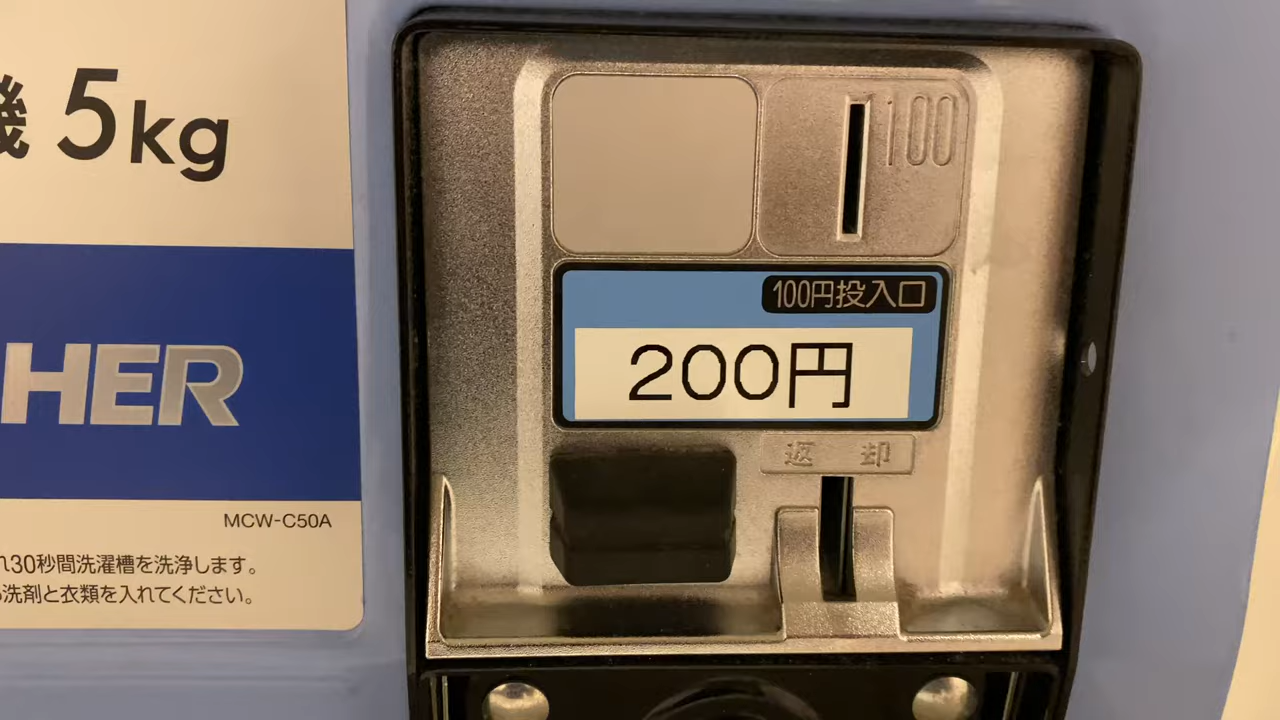 機 5kg
HER
MCW-C50A
30秒間洗濯槽を洗浄します。
洗剤と衣類を入れてください。
100
100円投入口
200円
返却